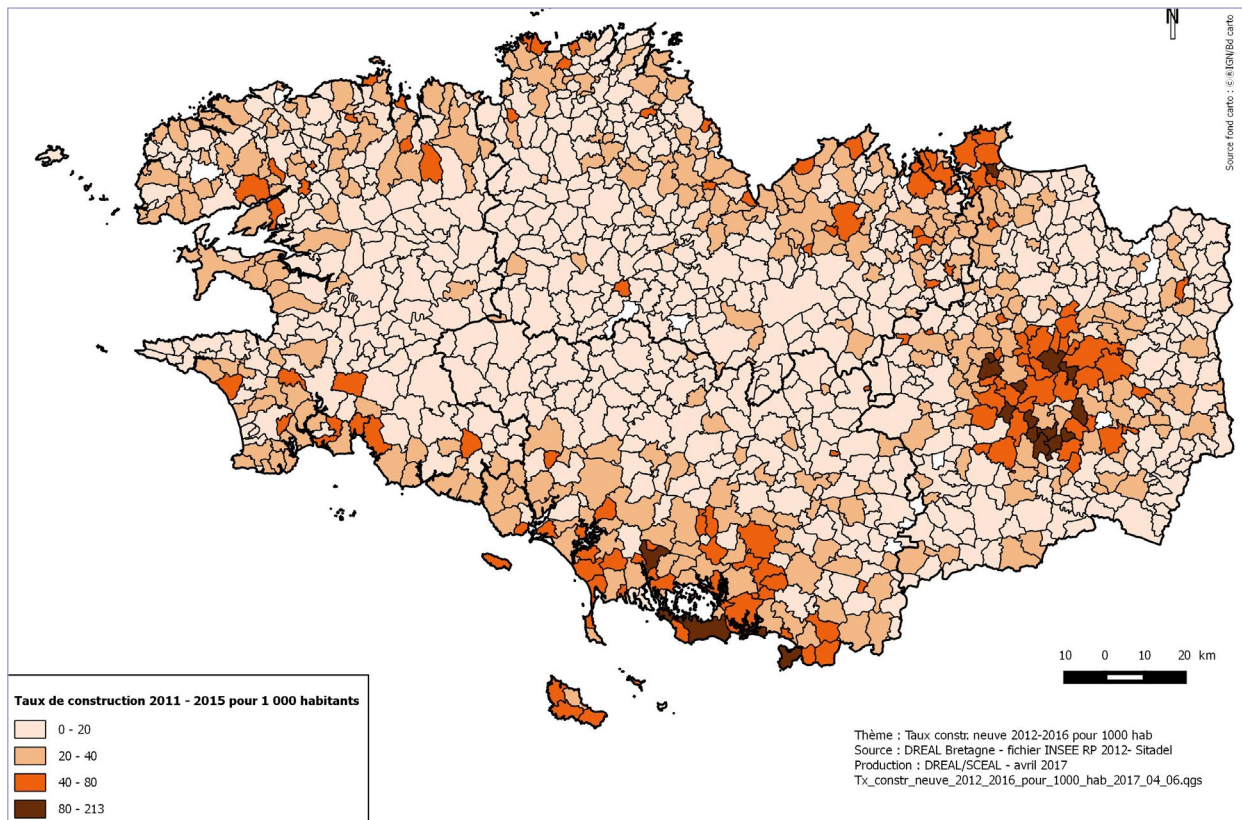 N
Source fond carto : ©®IGN/Bd carto
10 0 10 20 km
Taux de construction 2011 - 2015 pour 1 000 habitants
0 - 20
20 - 40
40 - 80
80 - 213
Thème : Taux constr. neuve 2012-2016 pour 1000 hab
Source : DREAL Bretagne - fichier INSEE RP 2012- Sitadel
Production : DREAL/SCEAL - avril 2017
Tx_constr_neuve_2012_2016_pour_1000_hab_2017_04_06.qgs